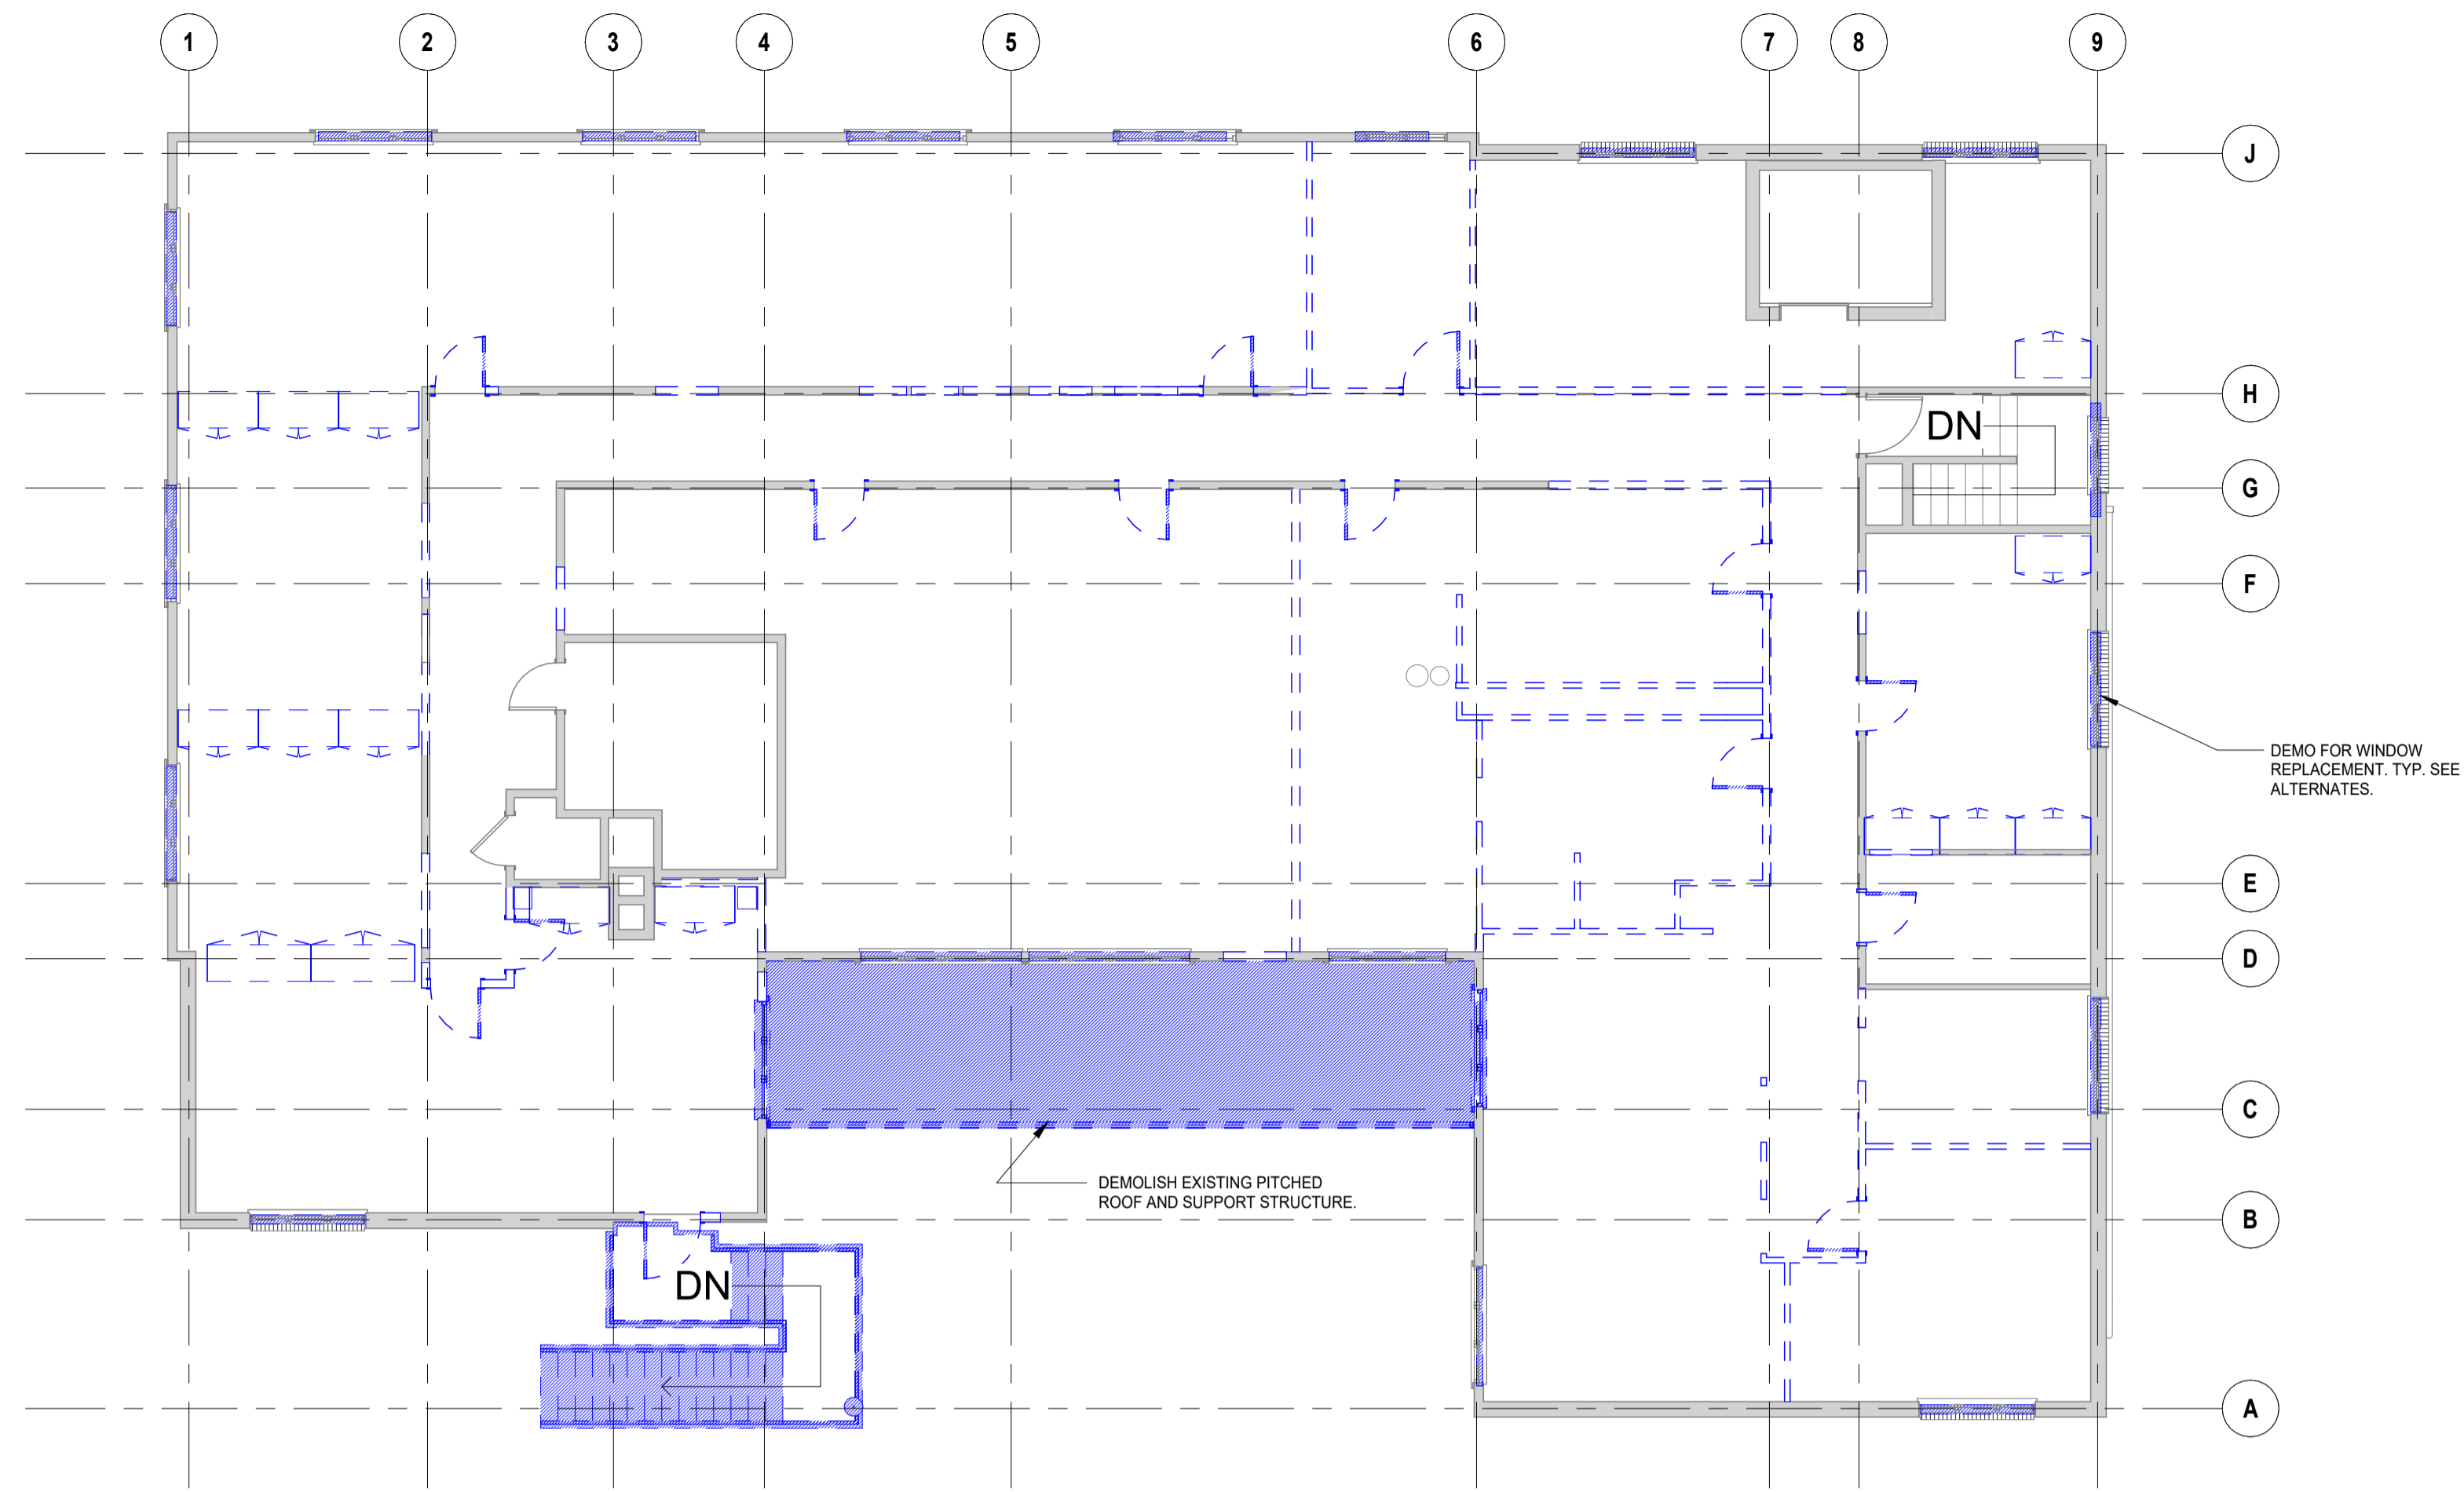 1 2 3 4 5 6 7 8 9
J
H
DN
G
F
DEMO FOR WINDOW
REPLACEMENT. TYP. SEE
ALTERNATES.
E
D
C
DEMOLISH EXISTING PITCHED
ROOF AND SUPPORT STRUCTURE.
B
DN
A